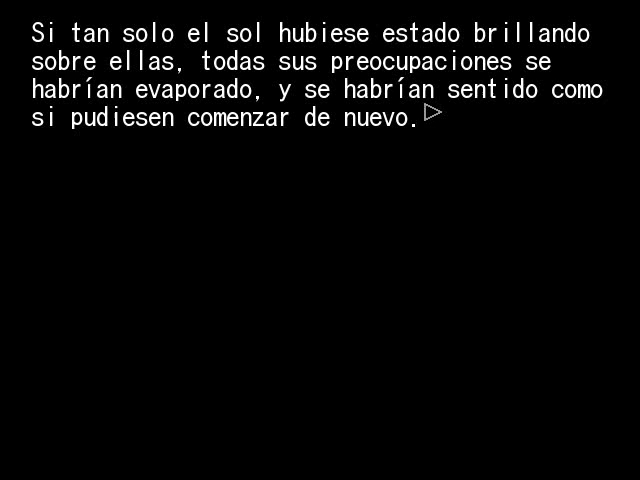 Si tan solo el sol hubiese estado brillando
sobre ellas, todas sus preocupaciones se
habrían evaporado, y se habrían sentido como
si pudiesen comenzar de nuevo.